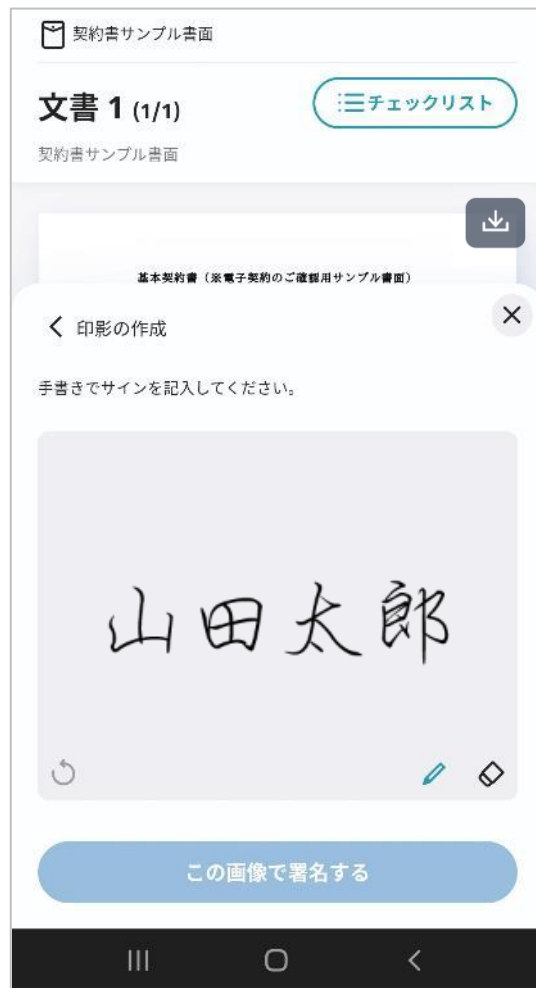 契約書サンプル書面
文書 1 (1/1)
チェックリスト
契約書サンプル書面
基本契約書（※電子契約のご確認用サンプル書面）
印影の作成
手書きでサインを記入してください。
山田太郎
この画像で署名する